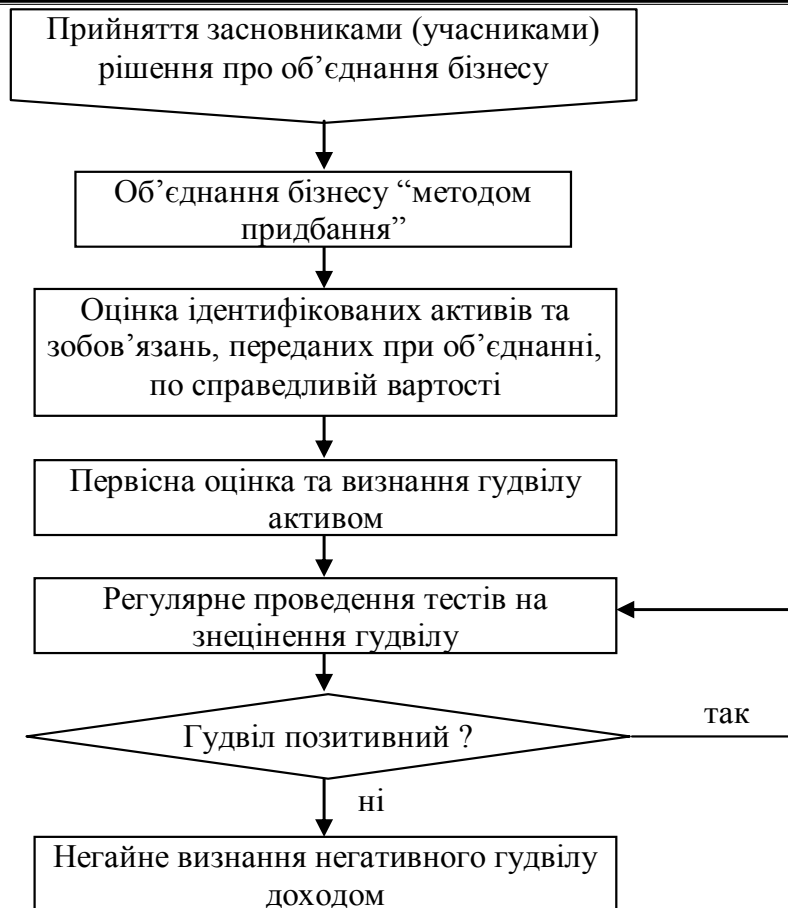 Прийняття засновниками (учасниками)
рішення про об’єднання бізнесу
Об’єднання бізнесу “методом
придбання”
Оцінка ідентифікованих активів та
зобов’язань, переданих при об’єднанні,
по справедливій вартості
Первісна оцінка та визнання гудвілу
активом
Регулярне проведення тестів на
знецінення гудвілу
Гудвіл позитивний ?
так
ні
Негайне визнання негативного гудвілу
доходом